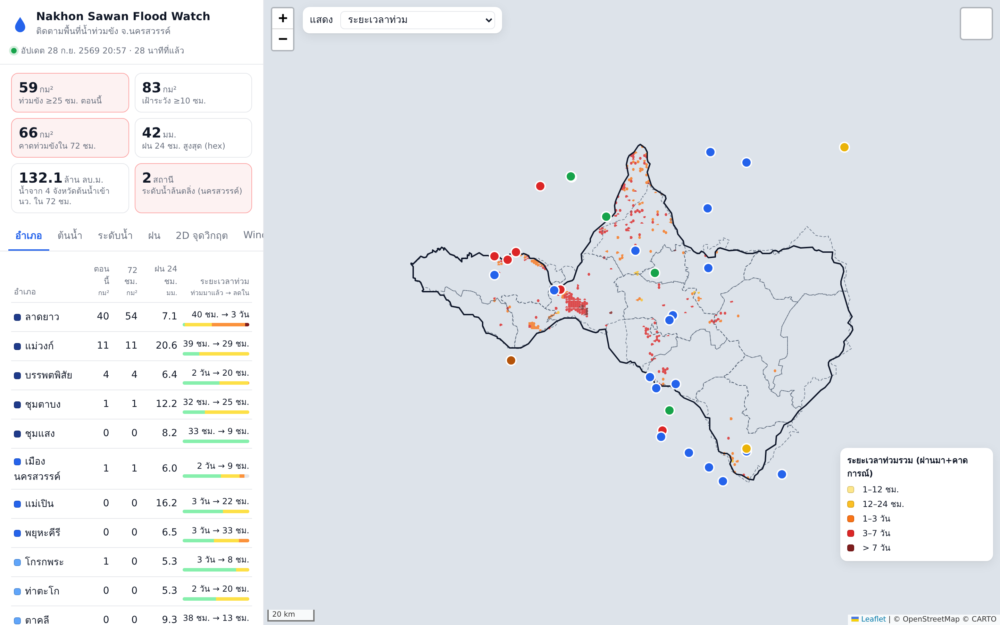 Nakhon Sawan Flood Watch
ติดตามพื้นที่น้ำท่วมขัง จ.นครสวรรค์
อัปเดต 28 ก.ย. 2569 20:57 · 28 นาทีที่แล้ว
59 กม²
ท่วมขัง ≥25 ซม. ตอนนี้
83 กม²
เฝ้าระวัง ≥10 ซม.
66 กม²
คาดท่วมขังใน 72 ชม.
42 มม.
ฝน 24 ชม. สูงสุด (hex)
132.1 ล้าน ลบ.ม.
น้ำจาก 4 จังหวัดต้นน้ำเข้า
นว. ใน 72 ชม.
2 สถานี
ระดับน้ำล้นตลิ่ง (นครสวรรค์)
อำเภอ ต้นน้ำ ระดับน้ำ ฝน 2D จุดวิกฤต Winc
อำเภอ
ตอน
นี้
กม²
72
ชม.
กม²
ฝน 24
ชม.
มม.
ระยะเวลาท่วม
ท่วมมาแล้ว → ลดใน
ลาดยาว 40 54 7.1 40 ชม. → 3 วัน
แม่วงก์ 11 11 20.6 39 ชม. → 29 ชม.
บรรพตพิสัย 4 4 6.4 2 วัน → 20 ชม.
ชุมตาบง 1 1 12.2 32 ชม. → 25 ชม.
ชุมแสง 0 0 8.2 33 ชม. → 9 ชม.
เมือง
นครสวรรค์ 1 1 6.0 2 วัน → 9 ชม.
แม่เปิน 0 0 16.2 3 วัน → 22 ชม.
พยุหะคีรี 0 0 6.5 3 วัน → 33 ชม.
โกรกพระ 1 0 5.3 3 วัน → 8 ชม.
ท่าตะโก 0 0 5.3 2 วัน → 20 ชม.
ตาคลี 0 0 9.3 38 ชม. → 13 ชม.
+
−
แสดง ระยะเวลาท่วม
ระยะเวลาท่วมรวม (ผ่านมา+คาด
การณ์)
1–12 ชม.
12–24 ชม.
1–3 วัน
3–7 วัน
> 7 วัน
20 km
Leaflet | © OpenStreetMap © CARTO